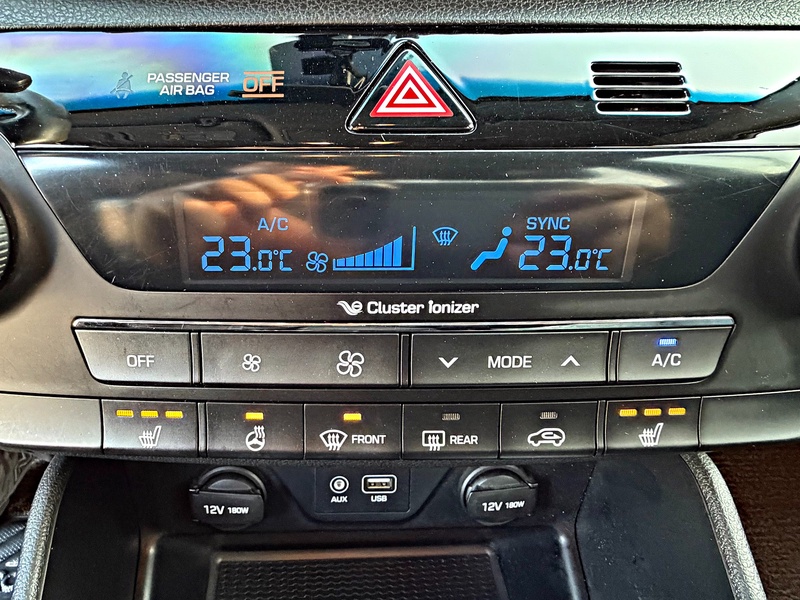 PASSENGER
AIR BAG OFF
A/C SYNC
23.0°C 23.0°C
Cluster ionizer
OFF MODE A/C
FRONT REAR
AUX USB
12V 180W 12V 180W